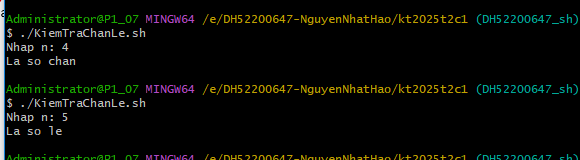 Administrator@P1_07 MINGW64 /e/DH52200647-NguyenNhatHao/kt2025t2c1 (DH52200647_sh)
$ ./KiemTraChanLe.sh
Nhap n: 4
La so chan
Administrator@P1_07 MINGW64 /e/DH52200647-NguyenNhatHao/kt2025t2c1 (DH52200647_sh)
$ ./KiemTraChanLe.sh
Nhap n: 5
La so le
Administrator@P1_07 MINGW64 /e/DH52200647-NguyenNhatHao/kt2025t2c1 (DH52200647_sh)